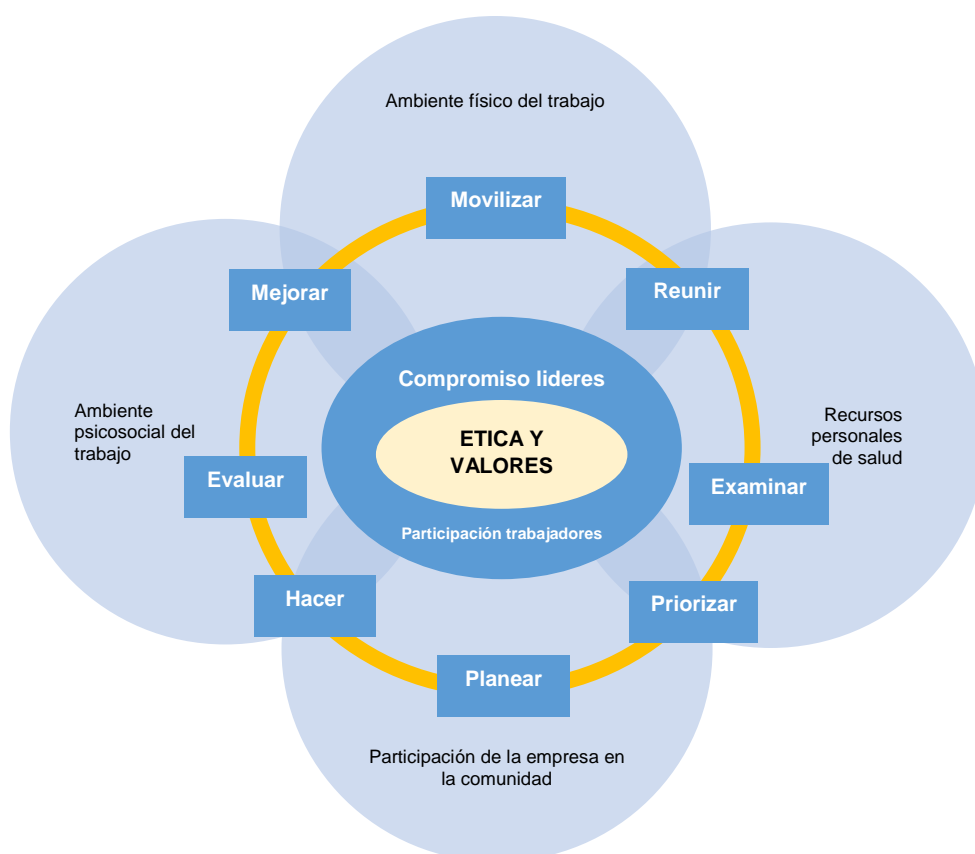 Ambiente físico del trabajo
Movilizar
Mejorar
Reunir
Compromiso lideres
Ambiente
psicosocial del
trabajo
ETICA Y
VALORES
Recursos
personales
de salud
Evaluar
Examinar
Participación trabajadores
Hacer
Priorizar
Planear
Participación de la empresa en
la comunidad